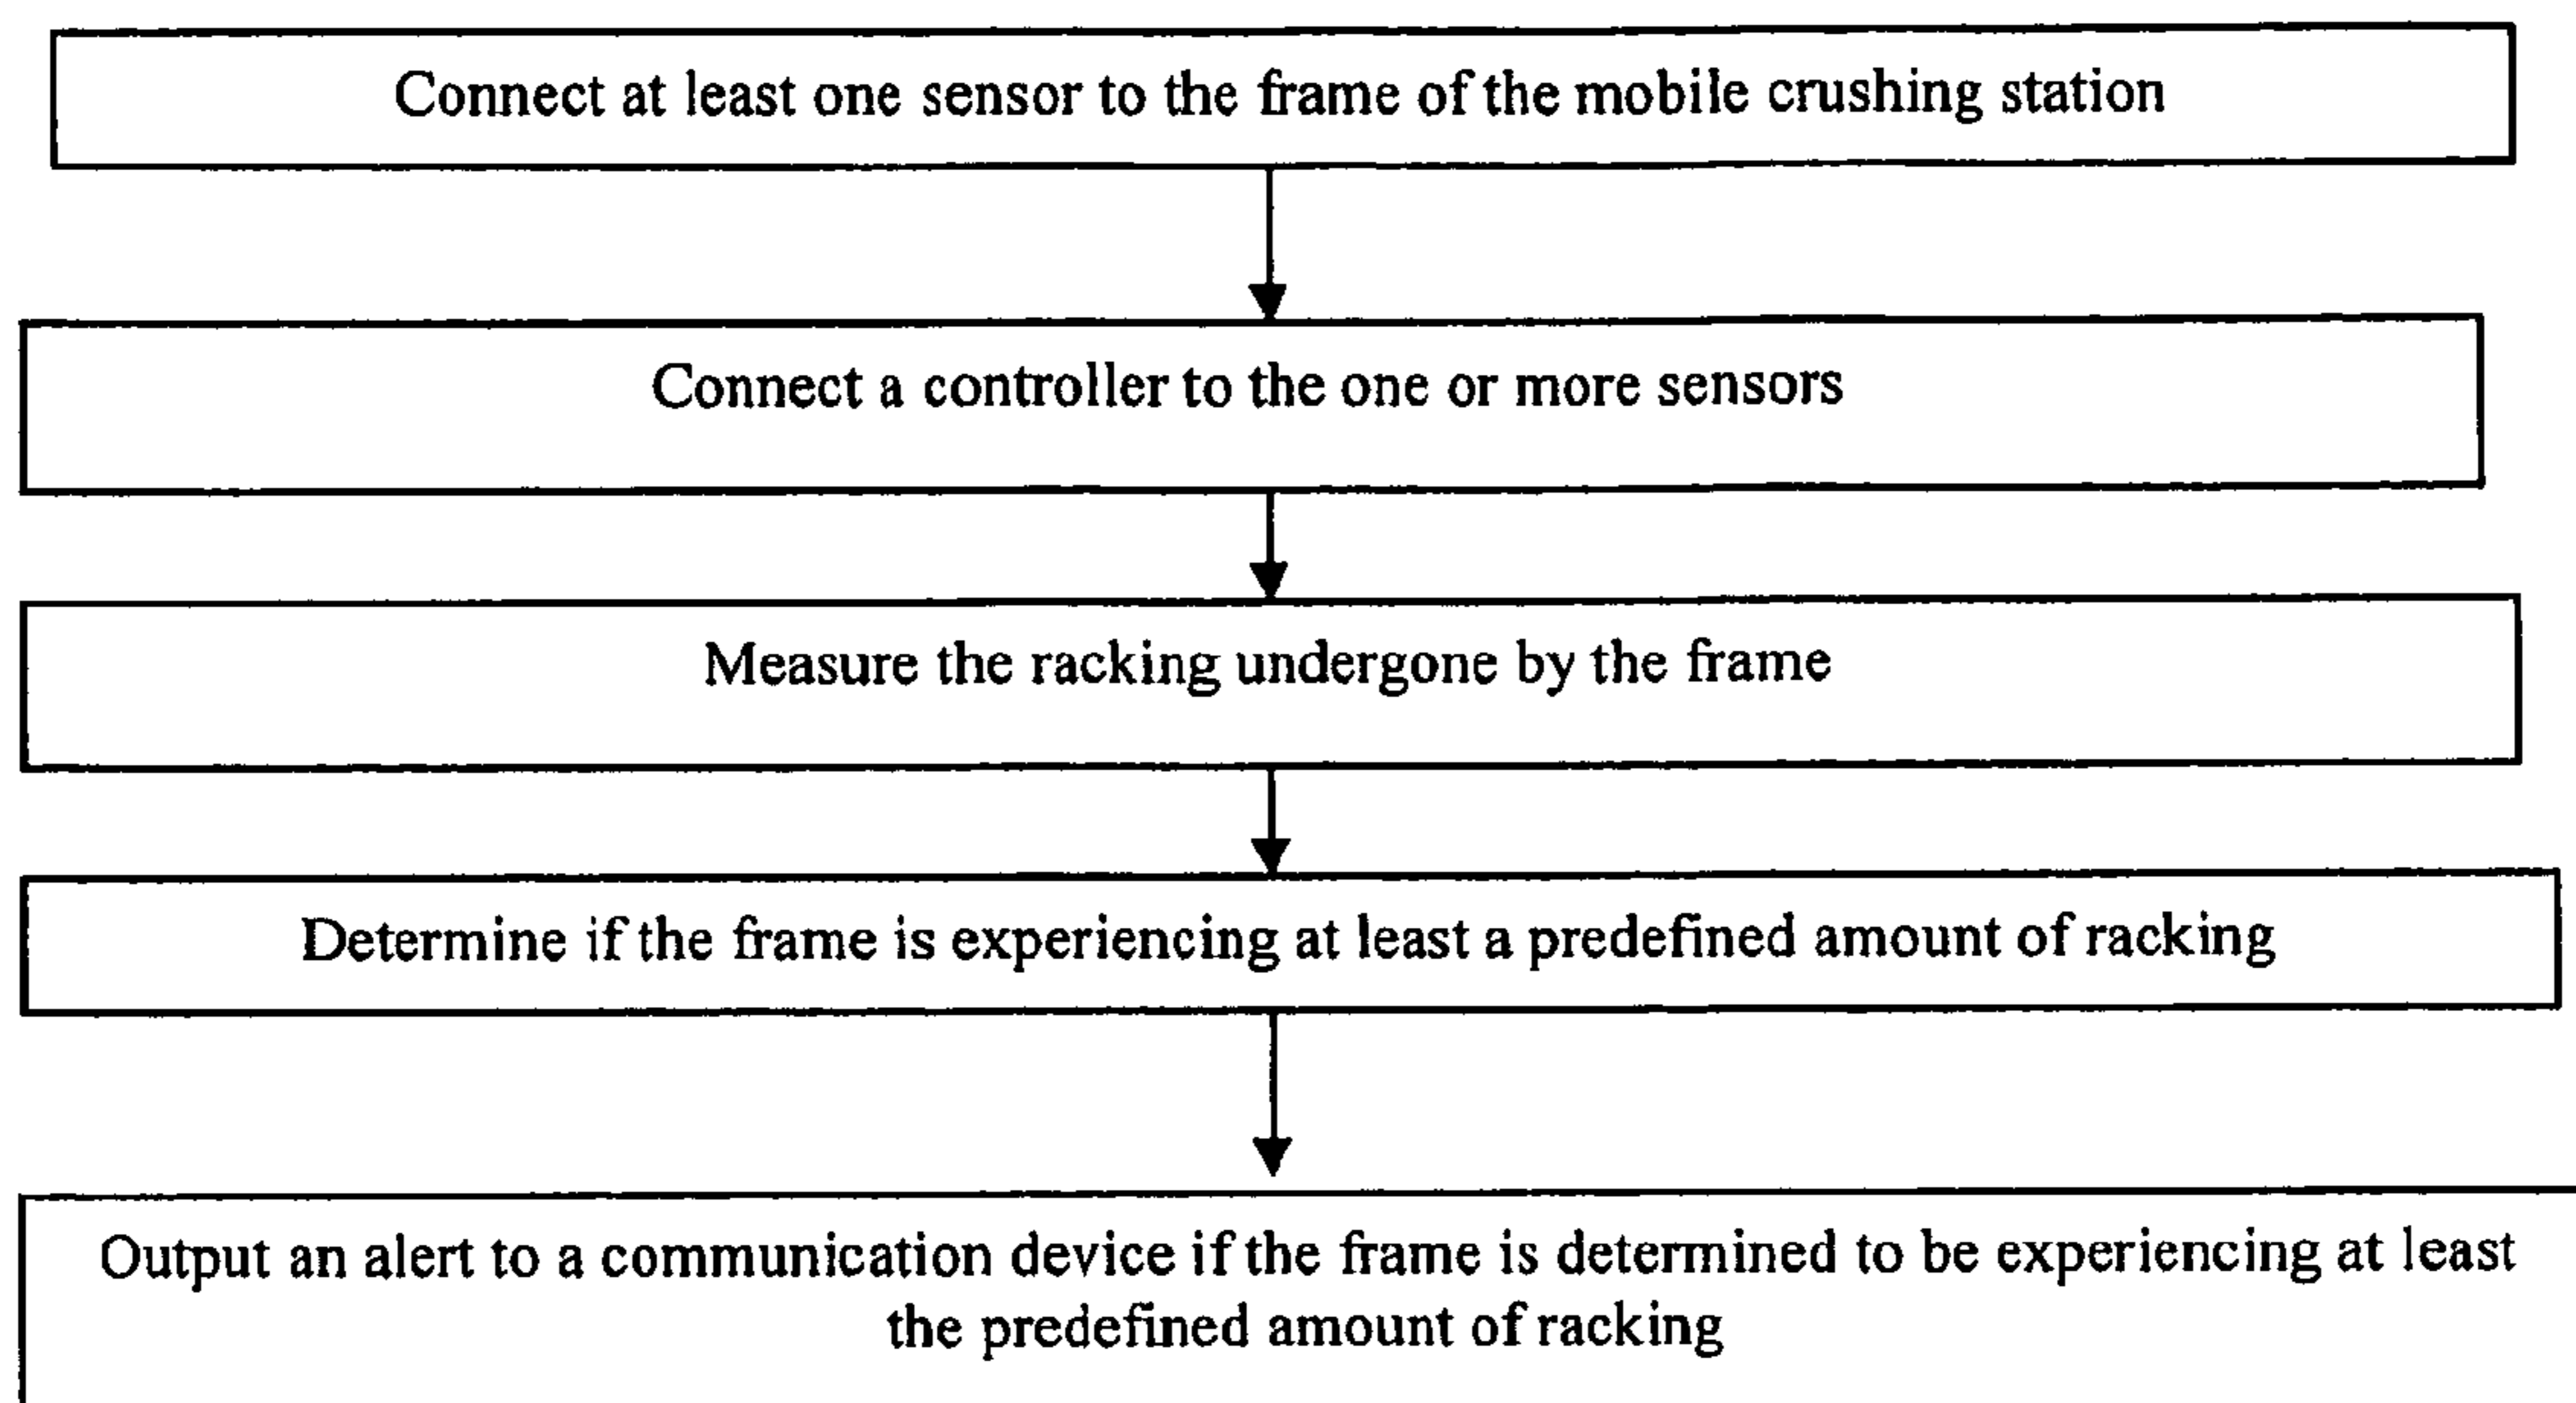 Connect at least one sensor to the frame of the mobile crushing station
Connect a controller to the one or more sensors
Measure the racking undergone by the frame
Determine if the frame is experiencing at least a predefined amount of racking
Output an alert to a communication device if the frame is determined to be experiencing at least
the predefined amount of racking